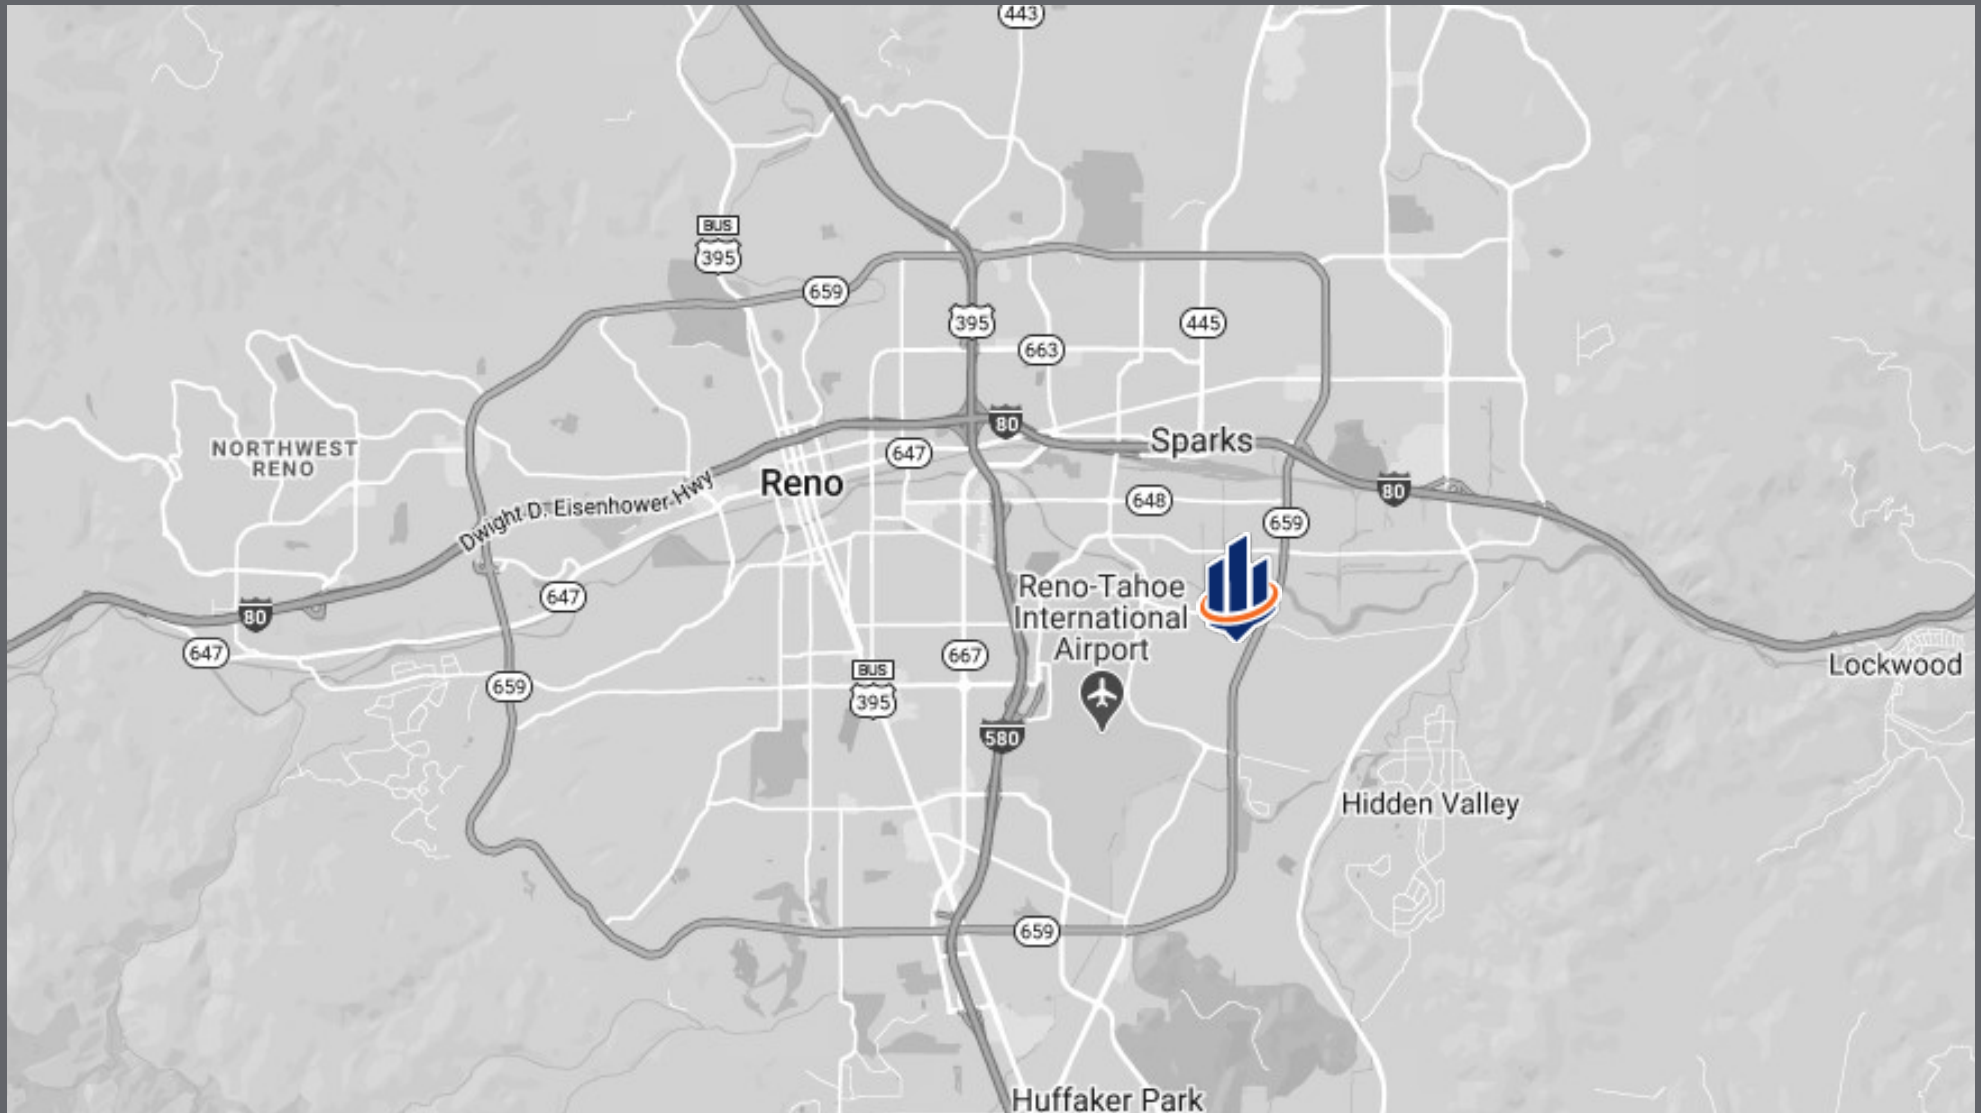 443
BUS
395
659
395
445
663
80
Sparks
NORTHWEST
RENO
647
Reno
80
648
Dwight D. Eisenhower Hwy
659
Reno-Tahoe
International
Airport
647
80
647
667
Lockwood
BUS
395
659
580
Hidden Valley
659
Huffaker Park